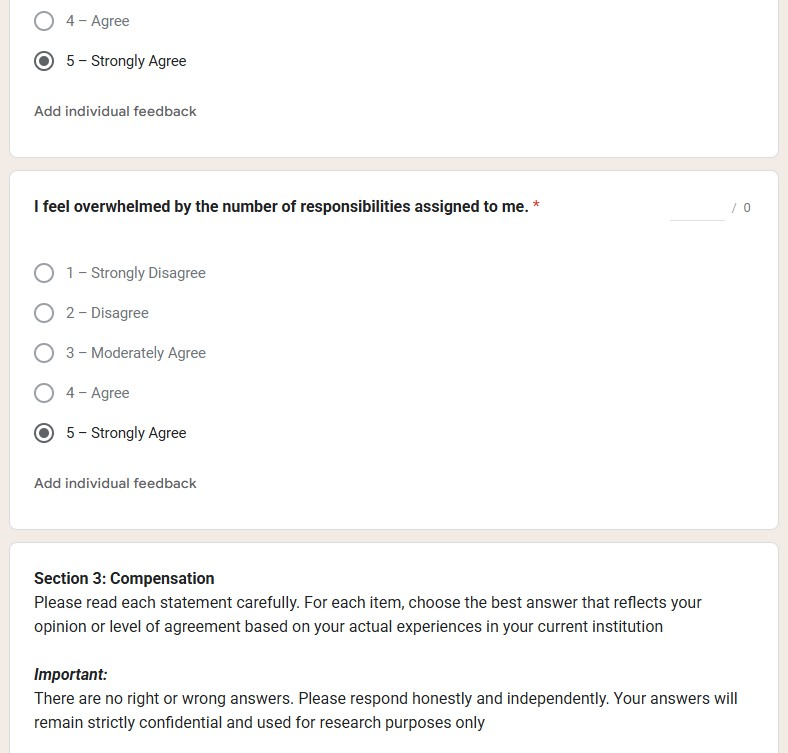 4 – Agree
5 – Strongly Agree
Add individual feedback
I feel overwhelmed by the number of responsibilities assigned to me. *
/ 0
1 – Strongly Disagree
2 – Disagree
3 – Moderately Agree
4 – Agree
5 – Strongly Agree
Add individual feedback
Section 3: Compensation
Please read each statement carefully. For each item, choose the best answer that reflects your
opinion or level of agreement based on your actual experiences in your current institution
Important:
There are no right or wrong answers. Please respond honestly and independently. Your answers will
remain strictly confidential and used for research purposes only